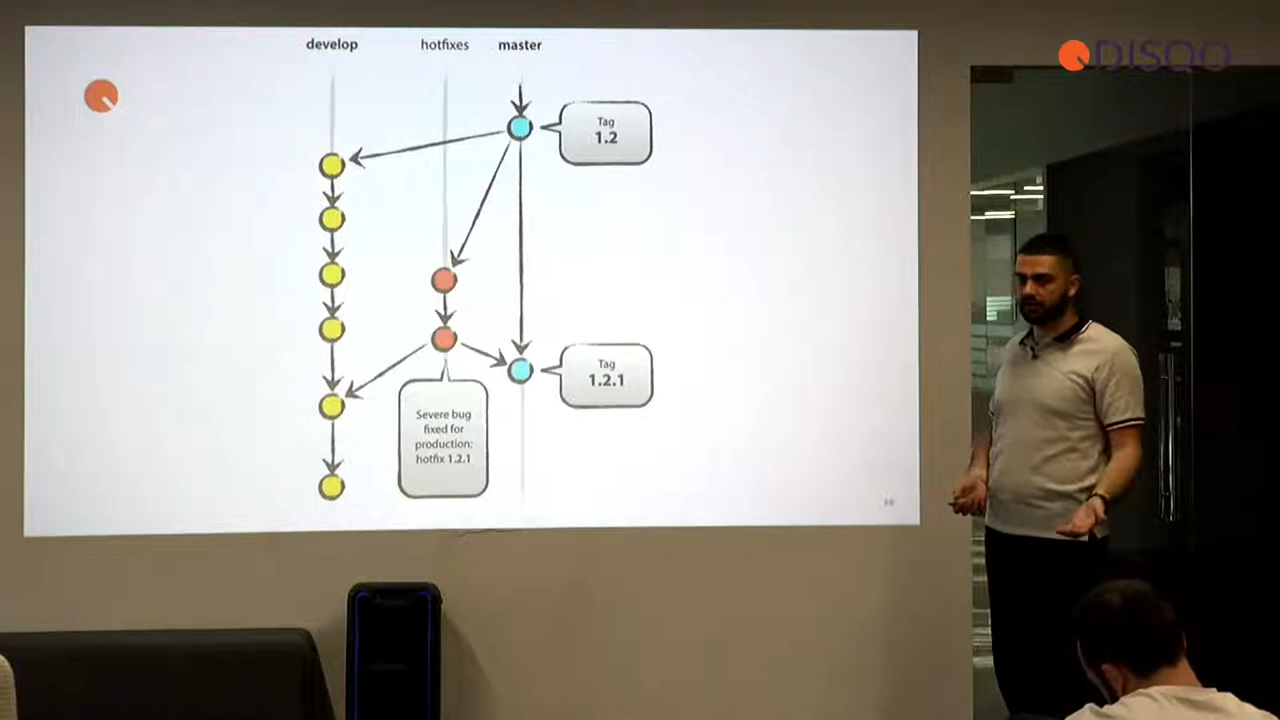 develop hotfixes master
DISQO
Tag
1.2
Tag
1.2.1
Severe bug
fixed for
production:
hotfix 1.2.1